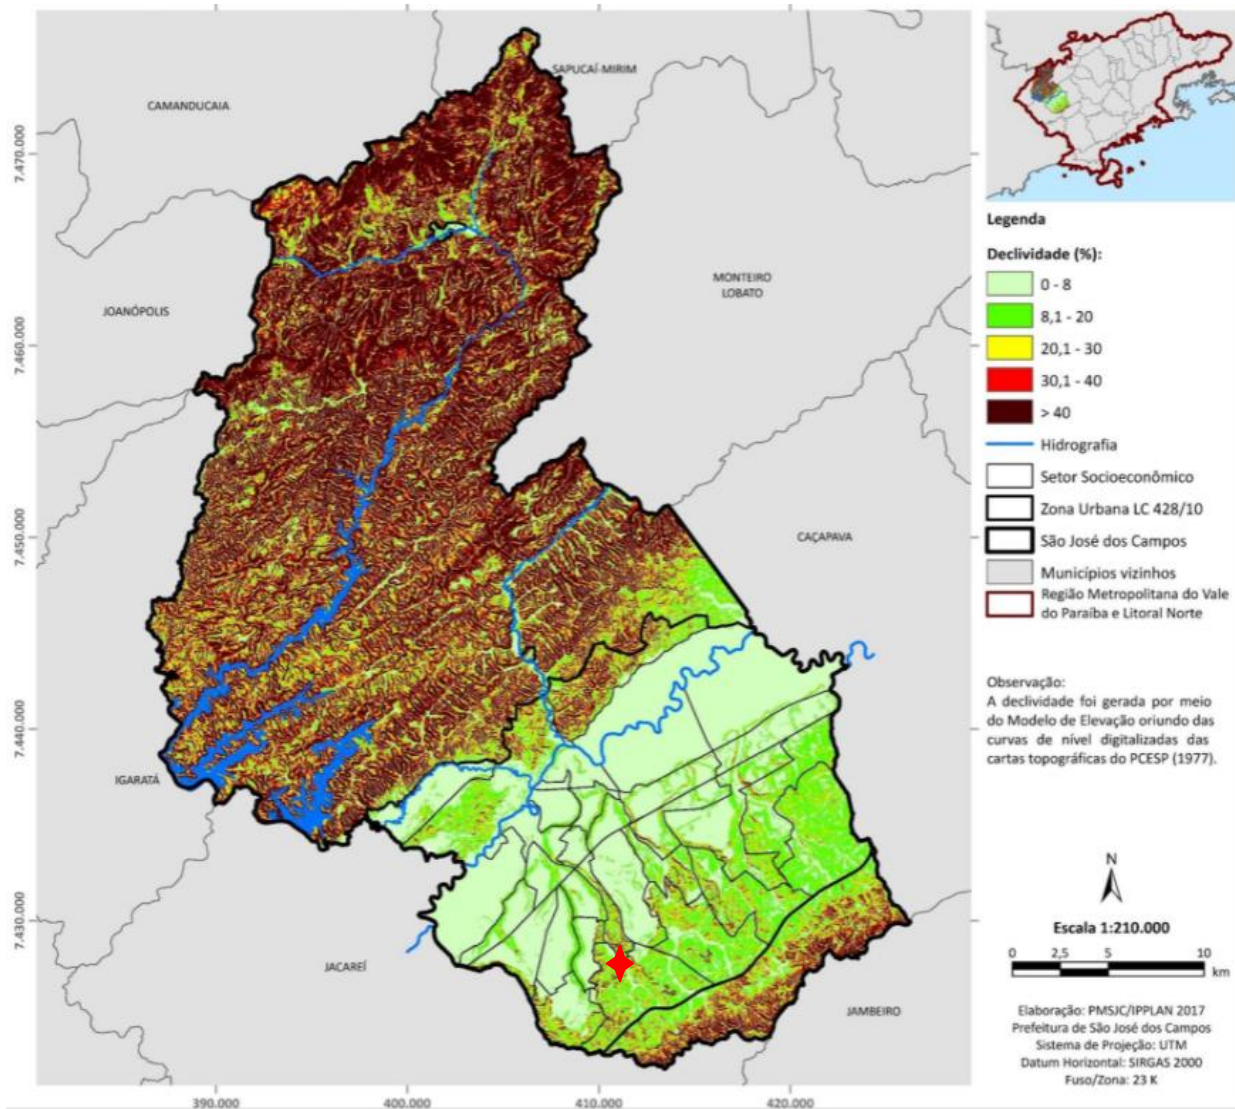 SAPUCAÍ-MIRIM
CAMANDUCAIA
7.470.000
MONTEIRO
LOBATO
JOANÓPOLIS
7.460.000
CAÇAPAVA
7.450.000
7.440.000
IGARATÁ
7.430.000
JACAREÍ
JAMBEIRO
390.000
400.000
410.000
420.000
Legenda
Declividade (%):
0 - 8
8,1 - 20
20,1 - 30
30,1 - 40
> 40
Hidrografia
Setor Socioeconômico
Zona Urbana LC 428/10
São José dos Campos
Municípios vizinhos
Região Metropolitana do Vale
do Paraíba e Litoral Norte
Observação:
A declividade foi gerada por meio
do Modelo de Elevação oriundo das
curvas de nível digitalizadas das
cartas topográficas do PCESP (1977).
N
Escala 1:210.000
0 2,5 5 10
km
Elaboração: PMSJC/IPPLAN 2017
Prefeitura de São José dos Campos
Sistema de Projeção: UTM
Datum Horizontal: SIRGAS 2000
Fuso/Zona: 23 K